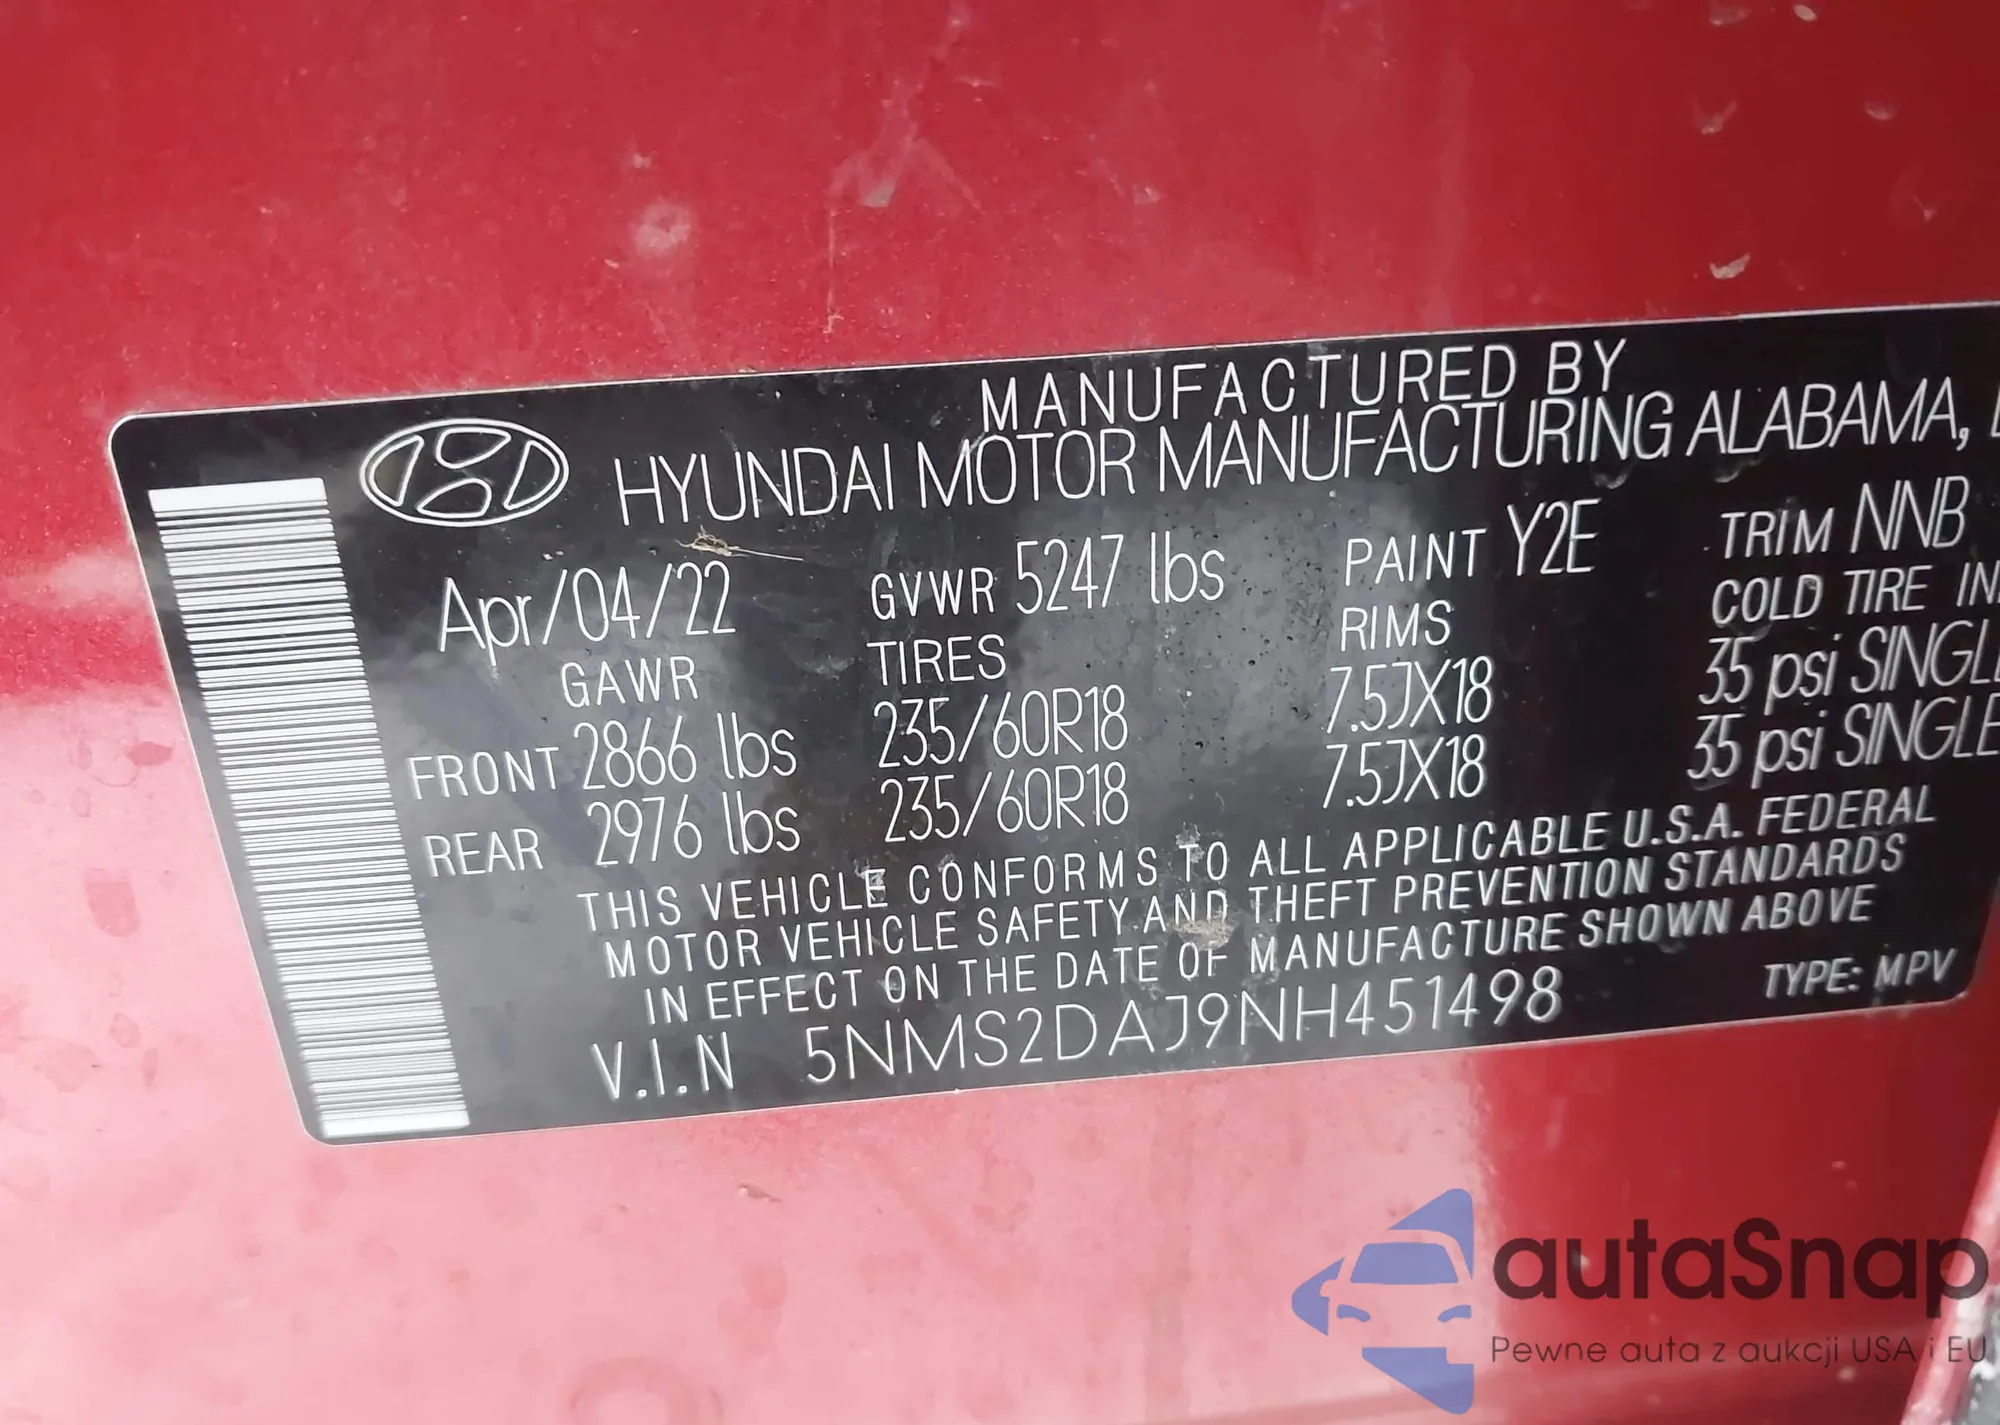 MANUFACTURED BY
HYUNDAI MOTOR MANUFACTURING ALABAMA,
Apr/04/22 GVWR 5247 lbs PAINT Y2E TRIM NNB
GAWR TIRES RIMS COLD TIRE
FRONT 2866 lbs 235/60R18 7.5JX18 35 psi SINGLE
REAR 2976 lbs 235/60R18 7.5JX18 35 psi SINGLE
THIS VEHICLE CONFORMS TO ALL APPLICABLE U.S.A. FEDERAL
MOTOR VEHICLE SAFETY AND THEFT PREVENTION STANDARDS
IN EFFECT ON THE DATE OF MANUFACTURE SHOWN ABOVE
V.I.N 5NMS2DAJ9NH451498 TYPE: MPV
autaSnap
Pewne auta z aukcji USA i EU